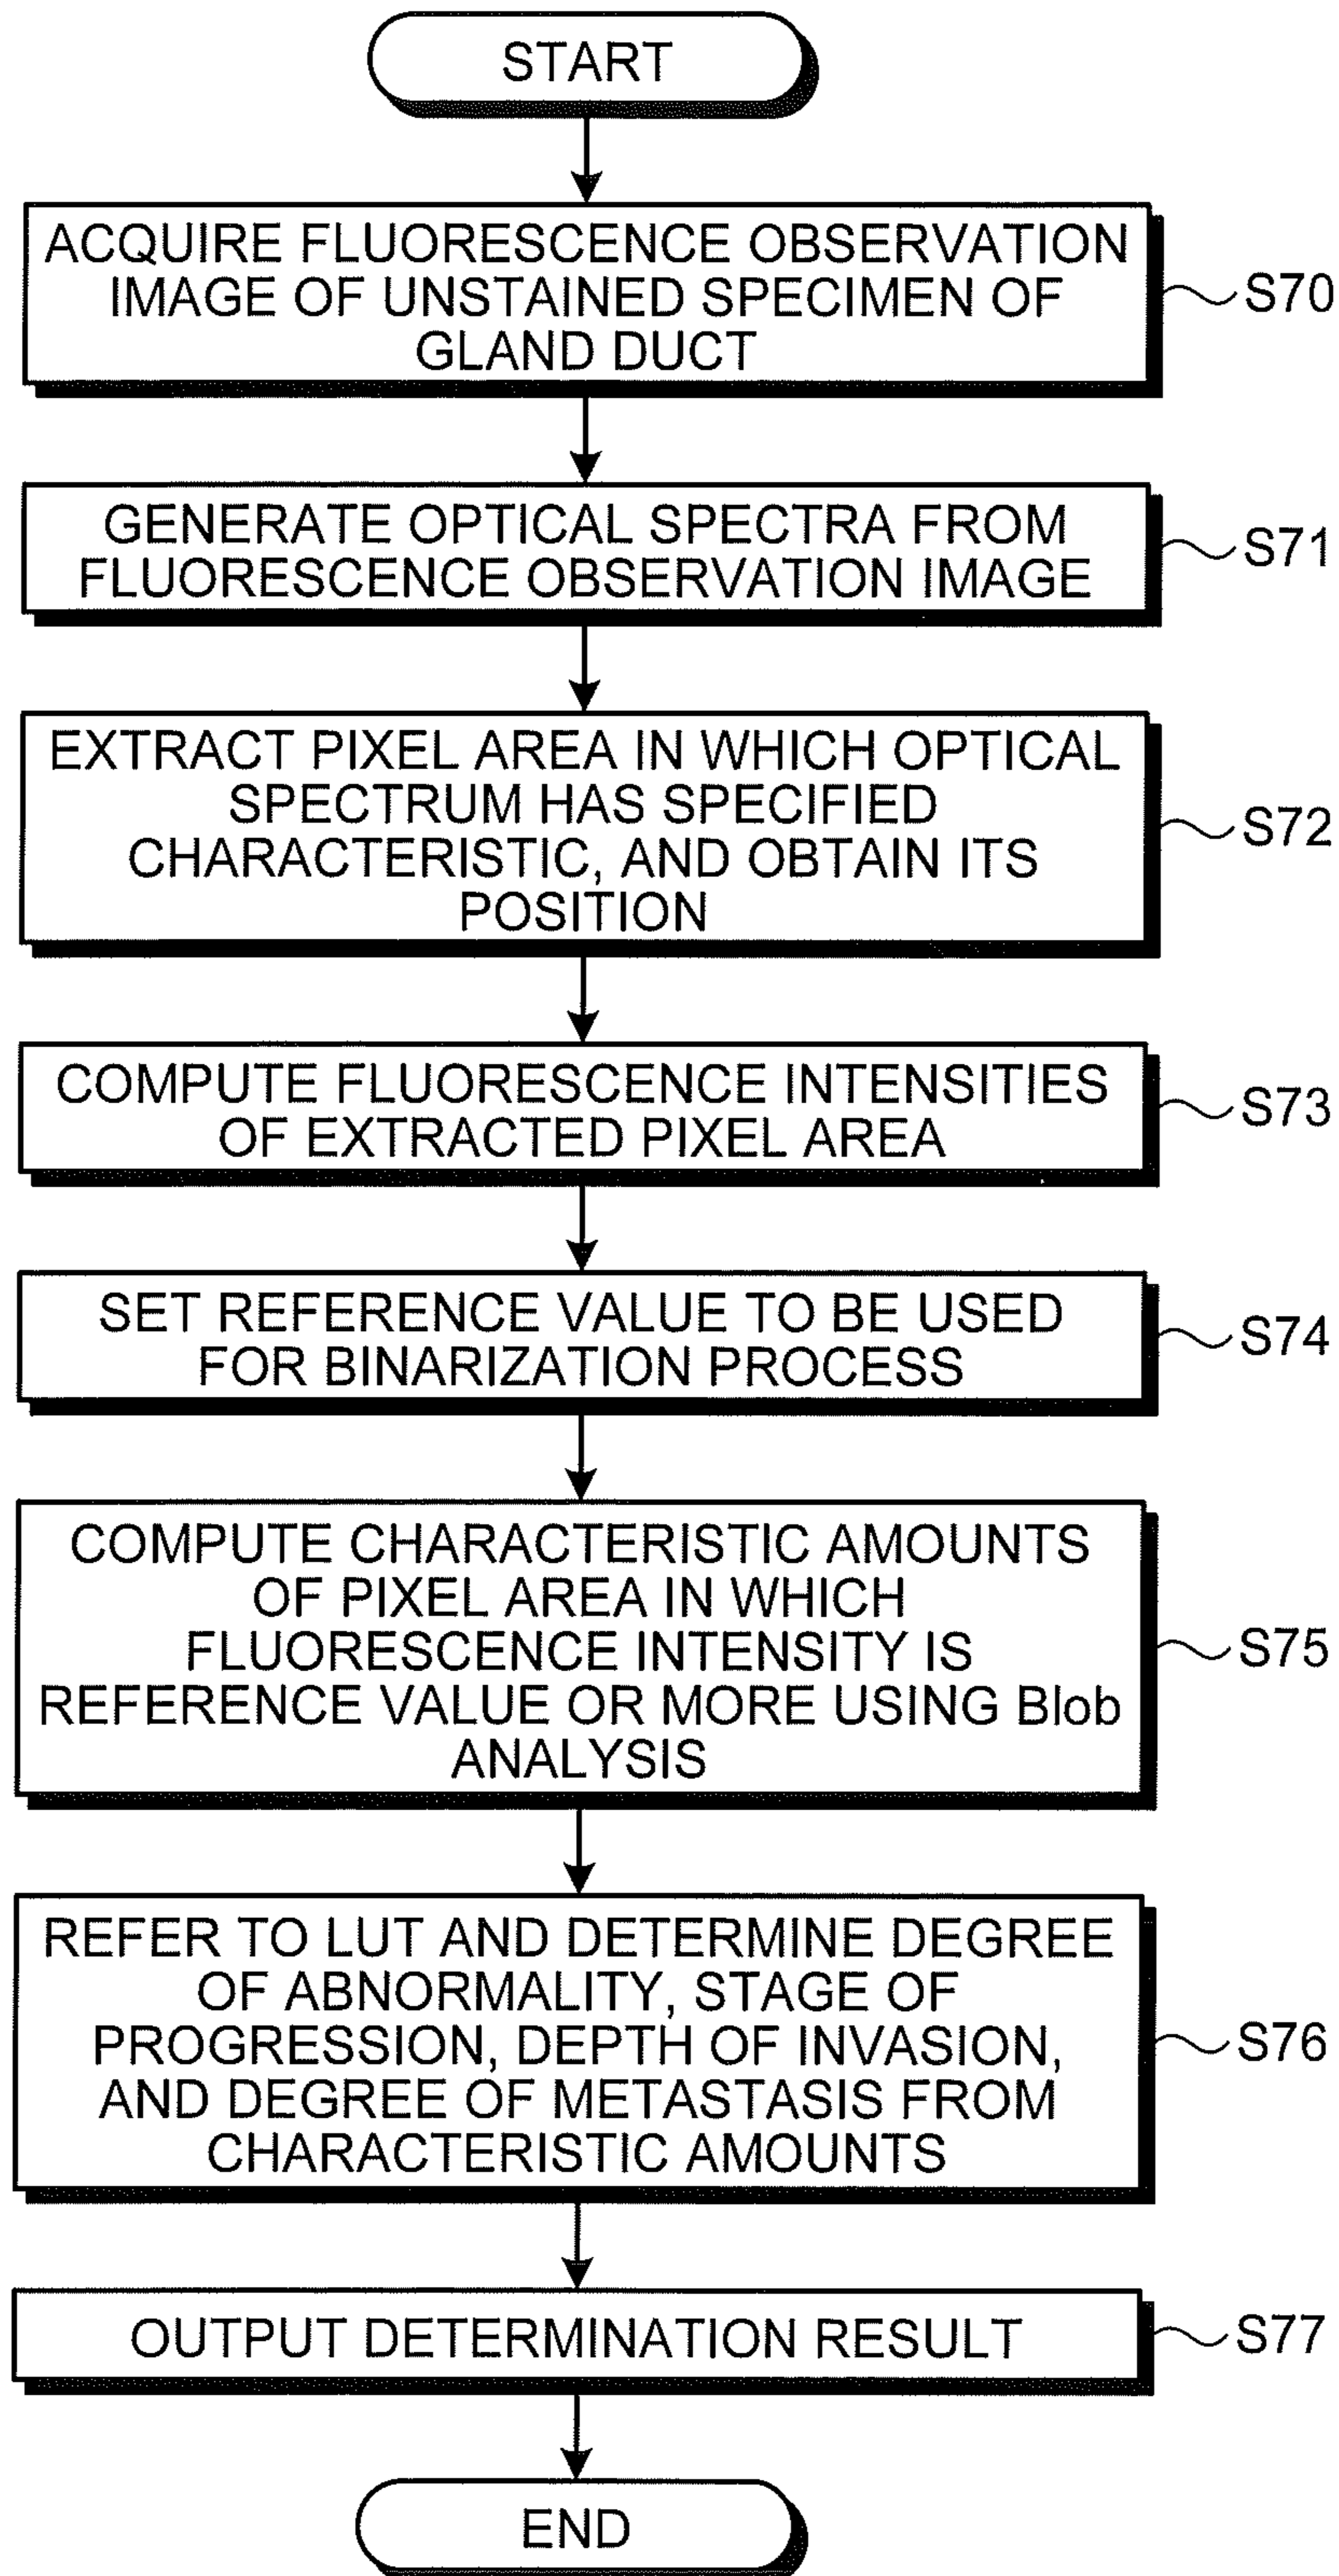 START
ACQUIRE FLUORESCENCE OBSERVATION
IMAGE OF UNSTAINED SPECIMEN OF
GLAND DUCT
S70
GENERATE OPTICAL SPECTRA FROM
FLUORESCENCE OBSERVATION IMAGE
S71
EXTRACT PIXEL AREA IN WHICH OPTICAL
SPECTRUM HAS SPECIFIED
CHARACTERISTIC, AND OBTAIN ITS
POSITION
S72
COMPUTE FLUORESCENCE INTENSITIES
OF EXTRACTED PIXEL AREA
S73
SET REFERENCE VALUE TO BE USED
FOR BINARIZATION PROCESS
S74
COMPUTE CHARACTERISTIC AMOUNTS
OF PIXEL AREA IN WHICH
FLUORESCENCE INTENSITY IS
REFERENCE VALUE OR MORE USING Blob
ANALYSIS
S75
REFER TO LUT AND DETERMINE DEGREE
OF ABNORMALITY, STAGE OF
PROGRESSION, DEPTH OF INVASION,
AND DEGREE OF METASTASIS FROM
CHARACTERISTIC AMOUNTS
S76
OUTPUT DETERMINATION RESULT
S77
END